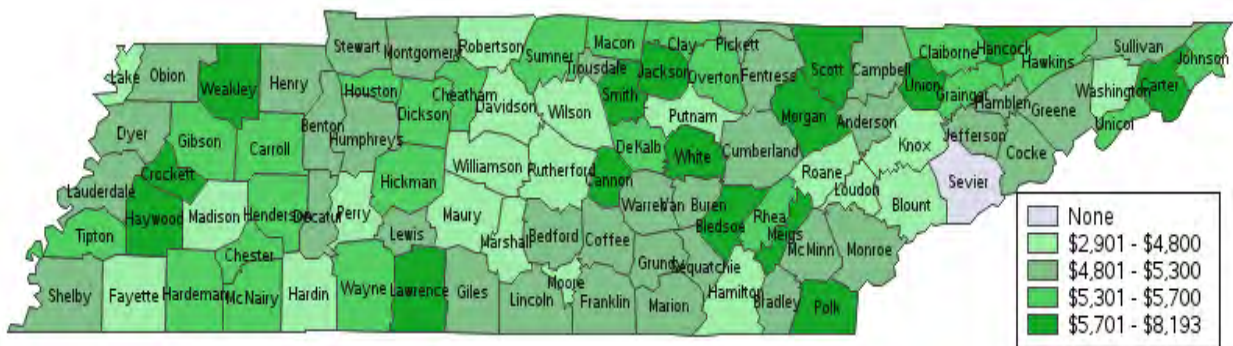 Lake
Obion
Weakley
Henry
Stewart
Montgomery
Robertson
Sumner
Macon
Trousdale
Clay
Pickett
Jackson
Overton
Fentress
Scott
Campbell
Claiborne
Hancock
Hawkins
Sullivan
Johnson
Carter
Washington
Unicoi
Greene
Hamblen
Grainger
Union
Dyer
Gibson
Carroll
Benton
Houston
Humphreys
Dickson
Cheatham
Davidson
Wilson
Smith
Putnam
Morgan
Anderson
Knox
Jefferson
Cocke
Sevier
Lauderdale
Crockett
Haywood
Madison
Henderson
Decatur
Perry
Hickman
Williamson
Rutherford
Cannon
DeKalb
White
Cumberland
Roane
Loudon
Blount
Tipton
Chester
Lewis
Maury
Marshall
Bedford
Coffee
Warren
Van Buren
Bledsoe
Rhea
Meigs
McMinn
Monroe
Shelby
Fayette
Hardeman
McNairy
Hardin
Wayne
Lawrence
Giles
Lincoln
Moore
Franklin
Grundy
Sequatchie
Marion
Hamilton
Bradley
Polk
None
$2,901 - $4,800
$4,801 - $5,300
$5,301 - $5,700
$5,701 - $8,193